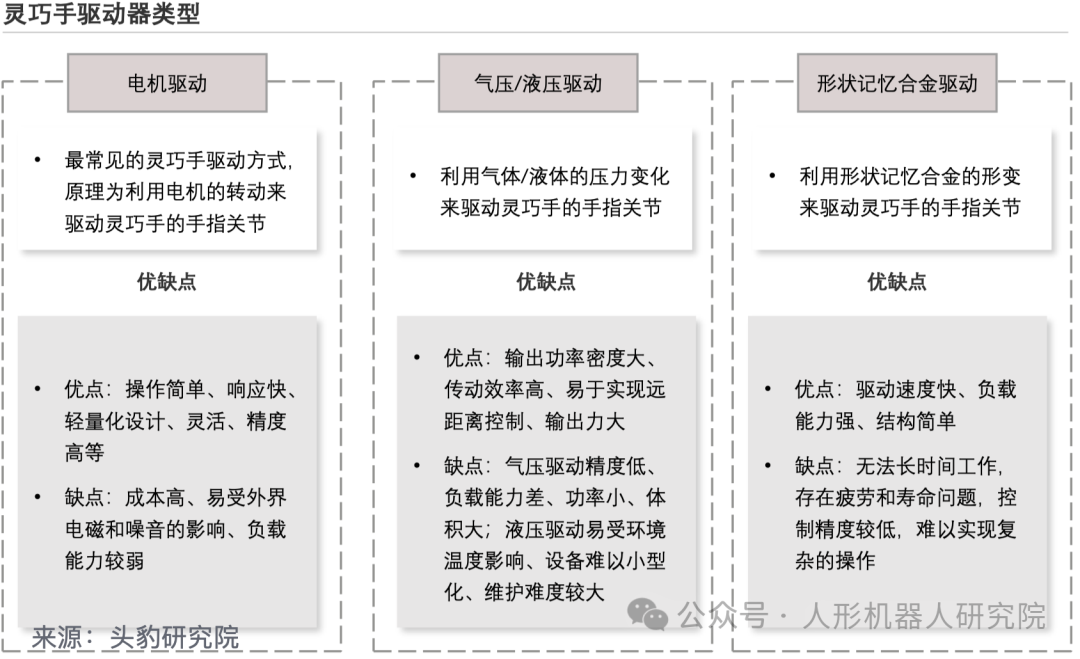 灵巧手驱动器类型
电机驱动
• 最常见的灵巧手驱动方式，
原理为利用电机的转动来
驱动灵巧手的手指关节
优缺点
• 优点：操作简单、响应快、
轻量化设计、灵活、精度
高等
• 缺点：成本高、易受外界
电磁和噪音的影响、负载
能力较弱
气压/液压驱动
• 利用气体/液体的压力变化
来驱动灵巧手的手指关节
优缺点
• 优点：输出功率密度大、
传动效率高、易于实现远
距离控制、输出力大
• 缺点：气压驱动精度低、
负载能力差、功率小、体
积大；液压驱动易受环境
温度影响、设备难以小型
化、维护难度较大
形状记忆合金驱动
• 利用形状记忆合金的形变
来驱动灵巧手的手指关节
优缺点
• 优点：驱动速度快、负载
能力强、结构简单
• 缺点：无法长时间工作，
存在疲劳和寿命问题，控
制精度较低，难以实现复
杂的操作
来源：头豹研究院
公众号·人形机器人研究院